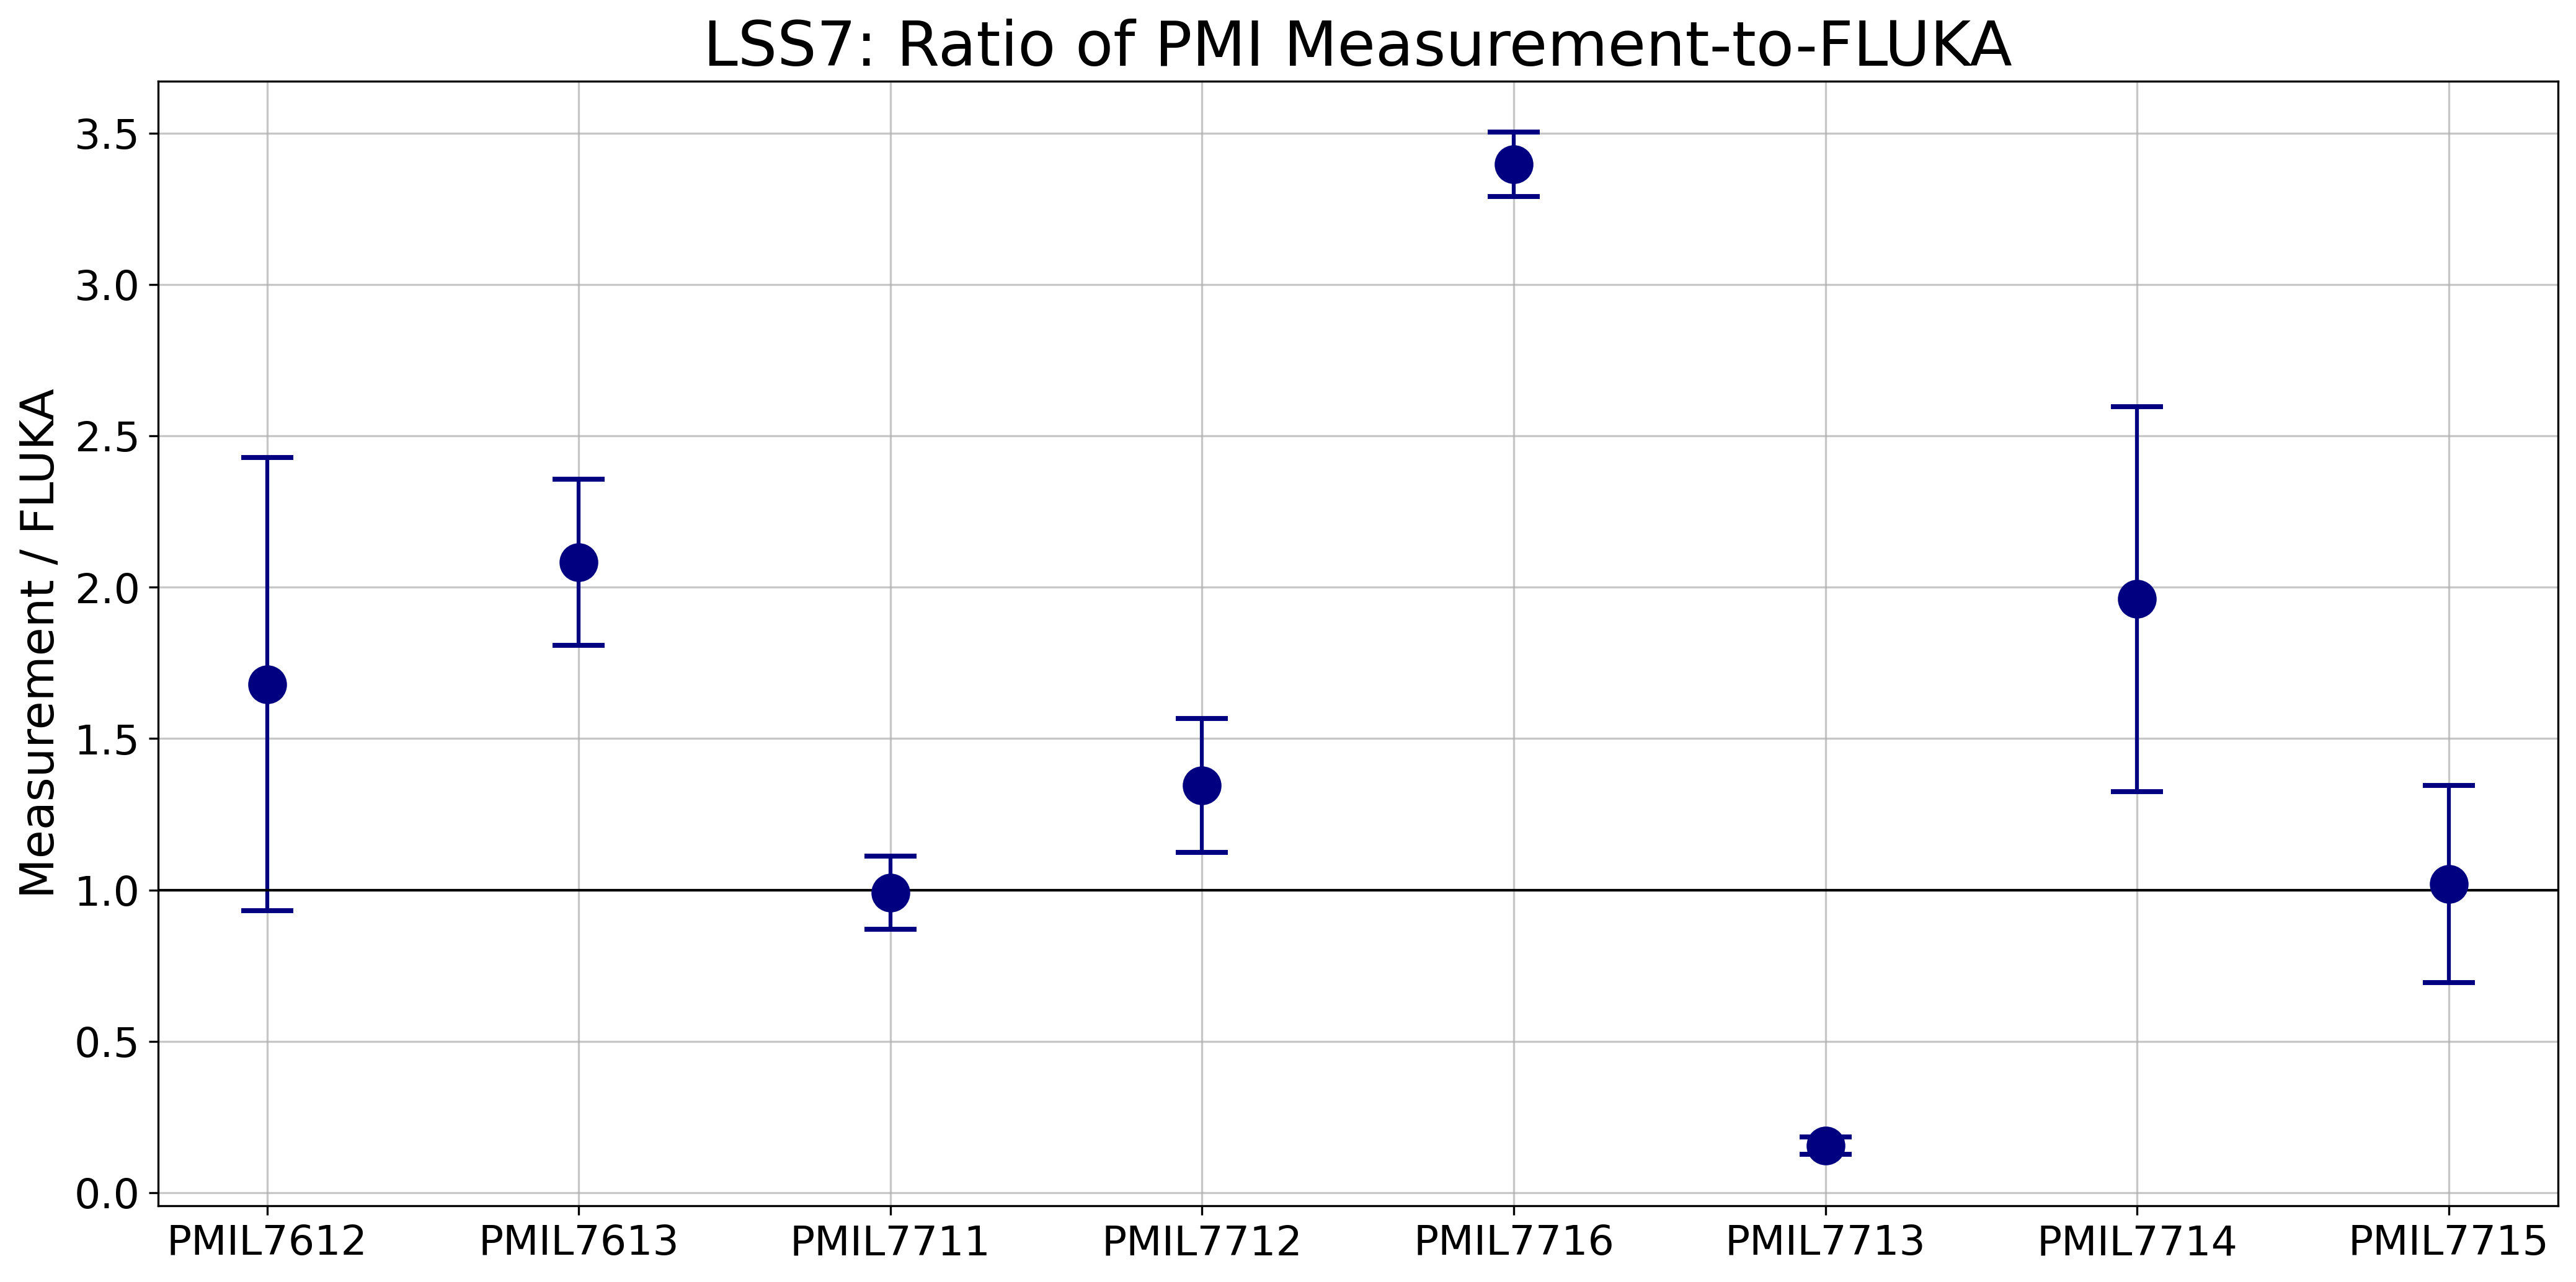 LSS7: Ratio of PMI Measurement-to-FLUKA
Measurement / FLUKA
3.5
3.0
2.5
2.0
1.5
1.0
0.5
0.0
PMIL7612 PMIL7613 PMIL7711 PMIL7712 PMIL7716 PMIL7713 PMIL7714 PMIL7715